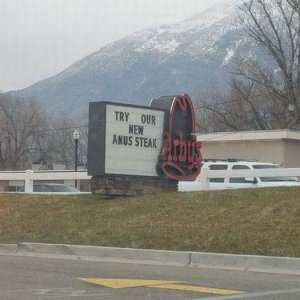 TRY OUR
NEW
ANUS STEAK
Arby's